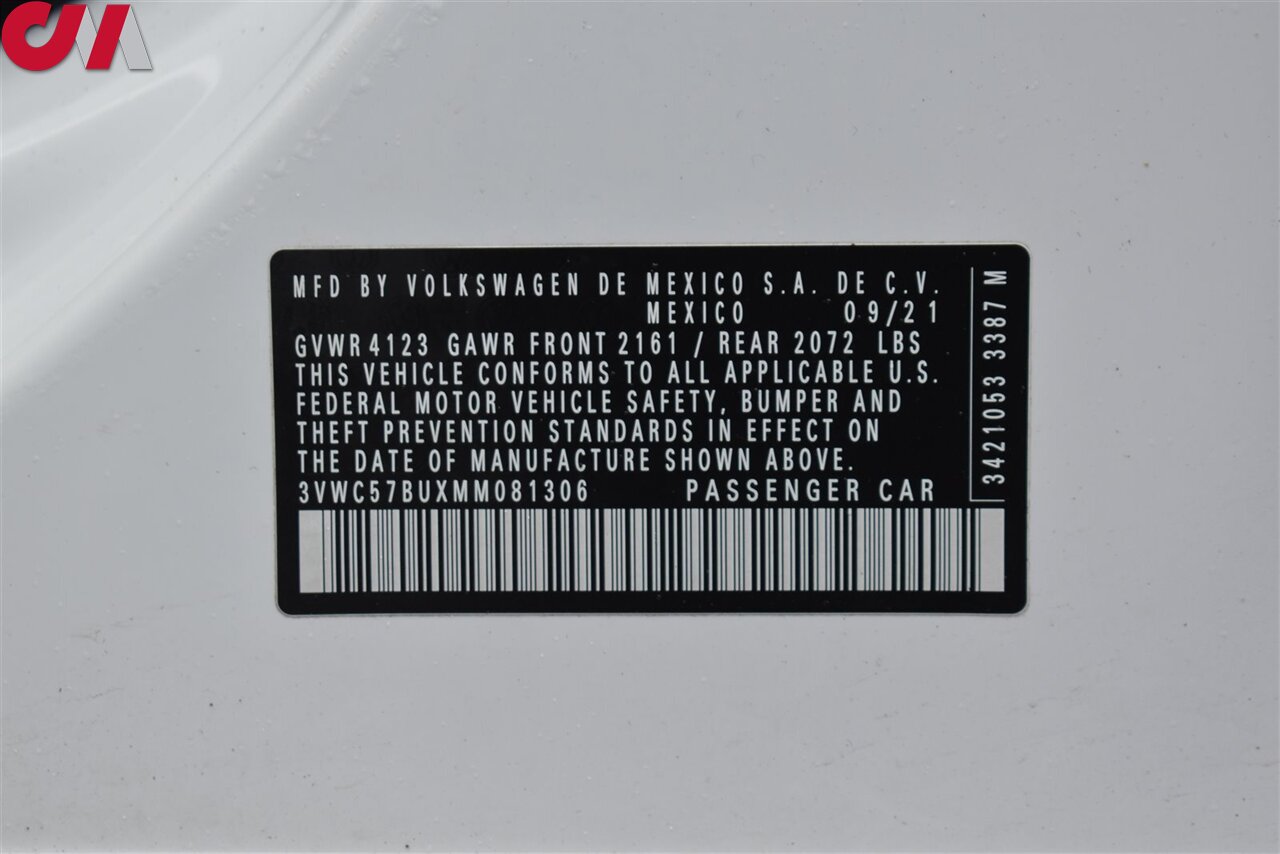 MFD BY VOLKSWAGEN DE MEXICO S.A. DE C.V.
MEXICO 09/21
GVWR 4123 GAWR FRONT 2161 / REAR 2072 LBS
THIS VEHICLE CONFORMS TO ALL APPLICABLE U.S.
FEDERAL MOTOR VEHICLE SAFETY, BUMPER AND
THEFT PREVENTION STANDARDS IN EFFECT ON
THE DATE OF MANUFACTURE SHOWN ABOVE.
3VWC57BUXMM081306 PASSENGER CAR
3421053 3387 M